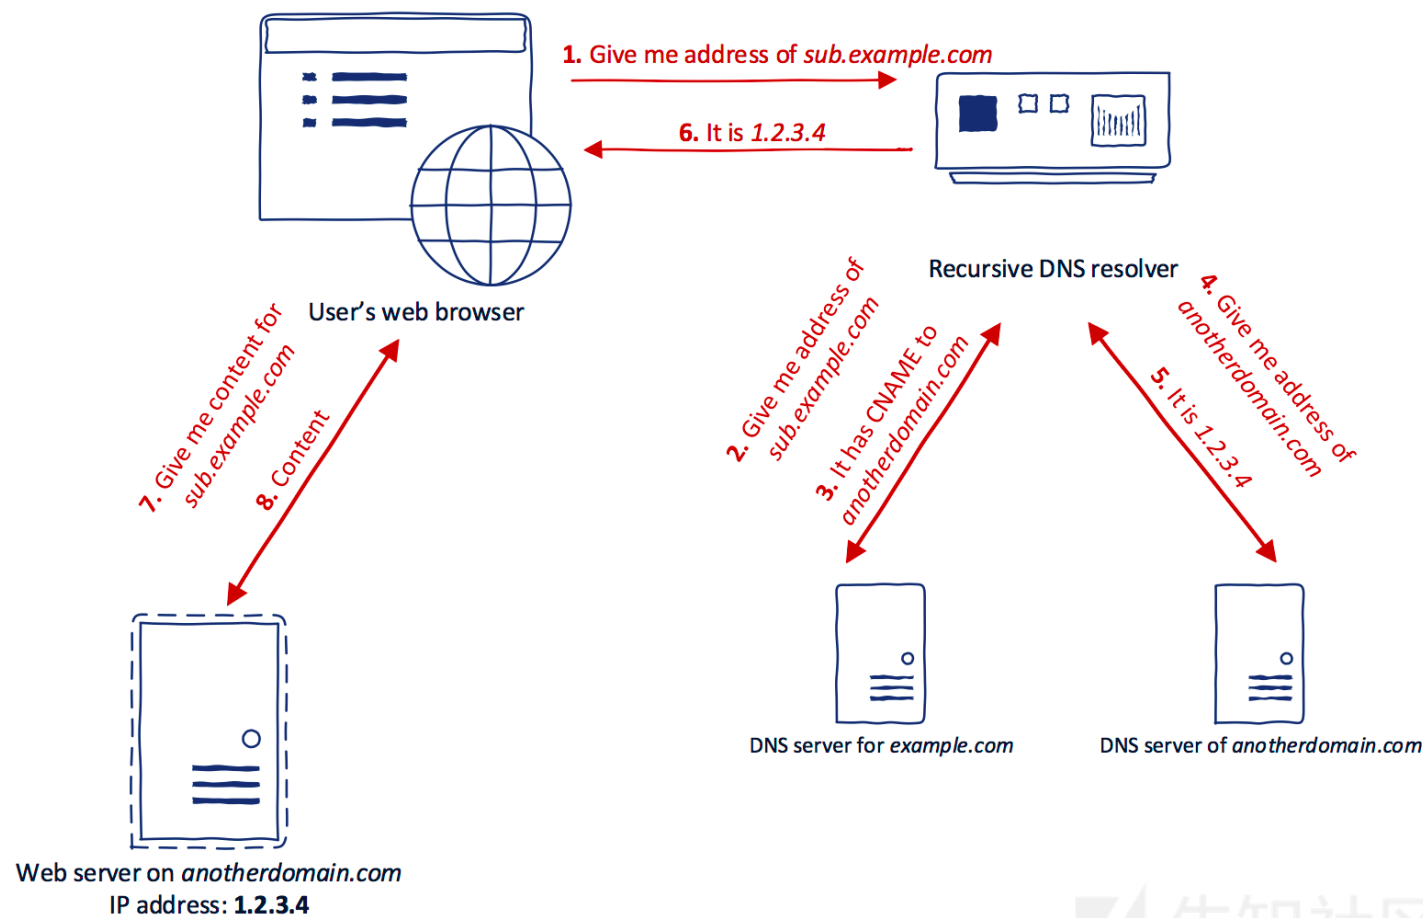 1. Give me address of sub.example.com
6. It is 1.2.3.4
Recursive DNS resolver
User's web browser
7. Give me content for
sub.example.com
8. Content
2. Give me address of
sub.example.com
3. It has CNAME to
anotherdomain.com
4. Give me address of
anotherdomain.com
5. It is 1.2.3.4
DNS server for example.com
DNS server of anotherdomain.com
Web server on anotherdomain.com
IP address: 1.2.3.4